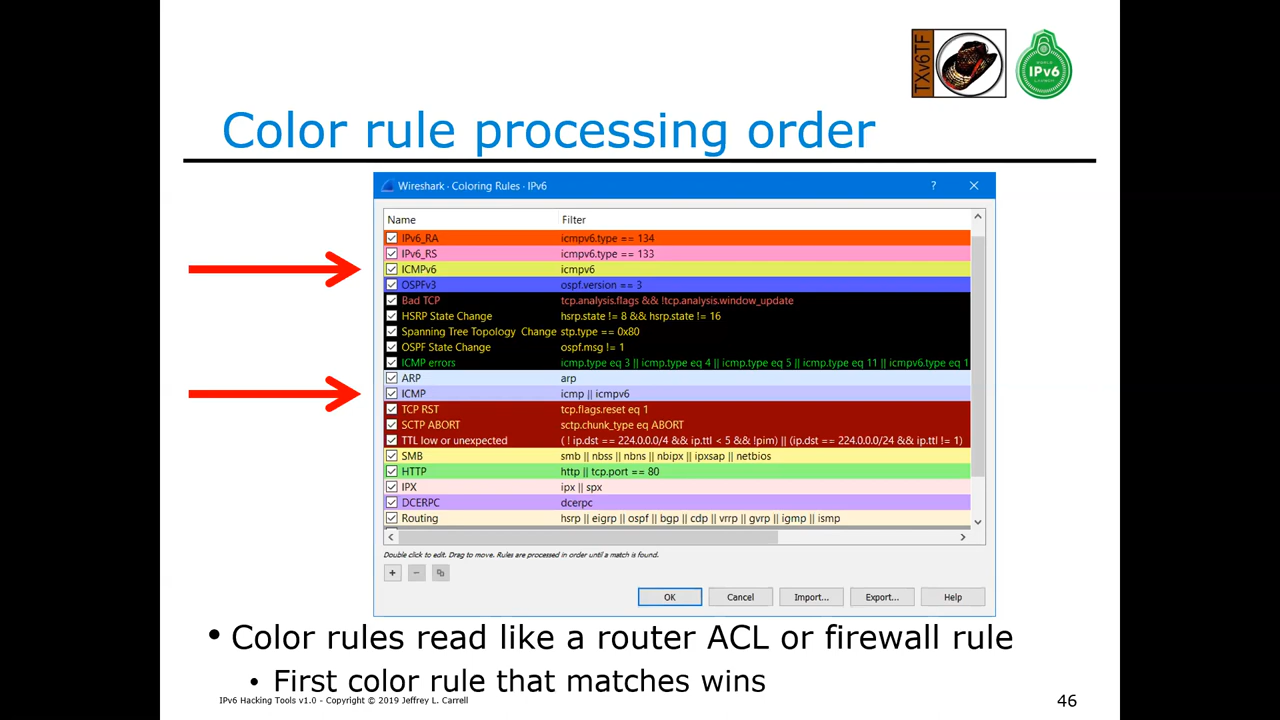 TXv6TF
WORLD
IPv6
LAUNCH
Color rule processing order
Wireshark · Coloring Rules · IPv6
?
Name Filter
IPv6_RA icmpv6.type == 134
IPv6_RS icmpv6.type == 133
ICMPv6 icmpv6
OSPFv3 ospf.version == 3
Bad TCP tcp.analysis.flags && !tcp.analysis.window_update
HSRP State Change hsrp.state != 8 && hsrp.state != 16
Spanning Tree Topology Change stp.type == 0x80
OSPF State Change ospf.msg != 1
ICMP errors icmp.type eq 3 || icmp.type eq 4 || icmp.type eq 5 || icmp.type eq 11 || icmpv6.type eq 1
ARP arp
ICMP icmp || icmpv6
TCP RST tcp.flags.reset eq 1
SCTP ABORT sctp.chunk_type eq ABORT
TTL low or unexpected ( ! ip.dst == 224.0.0.0/4 && ip.ttl < 5 && !pim) || (ip.dst == 224.0.0.0/24 && ip.ttl != 1)
SMB smb || nbss || nbns || nbipx || ipxsap || netbios
HTTP http || tcp.port == 80
IPX ipx || spx
DCERPC dcerpc
Routing hsrp || eigrp || ospf || bgp || cdp || vrrp || gvrp || igmp || ismp
Double click to edit. Drag to move. Rules are processed in order until a match is found.
OK Cancel Import... Export... Help
• Color rules read like a router ACL or firewall rule
• First color rule that matches wins
IPv6 Hacking Tools v1.0 - Copyright © 2019 Jeffrey L. Carrell
46